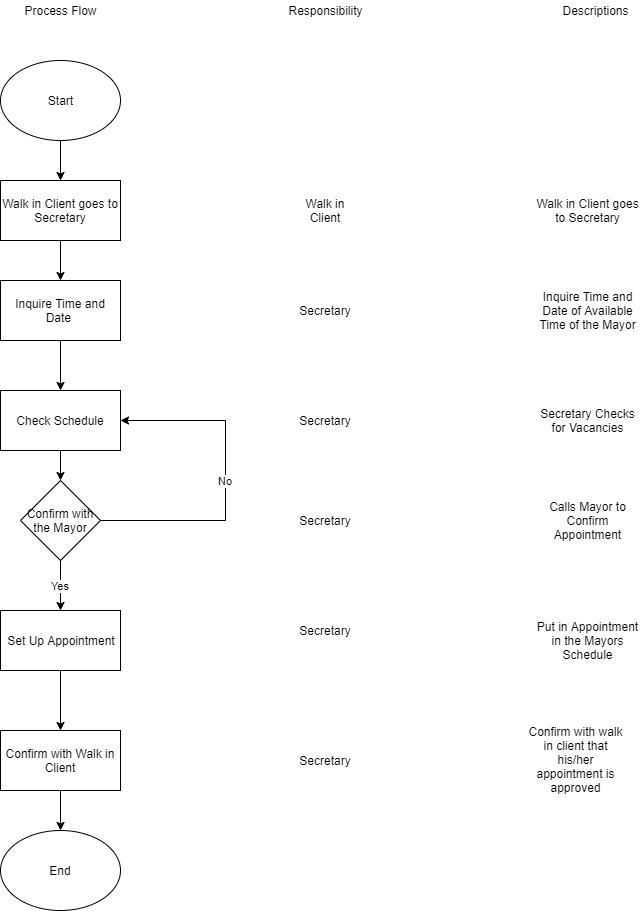 Process Flow
Responsibility
Descriptions
Start
Walk in Client goes to
Secretary
Walk in
Client
Walk in Client goes
to Secretary
Inquire Time and
Date
Secretary
Inquire Time and
Date of Available
Time of the Mayor
Check Schedule
Secretary
Secretary Checks
for Vacancies
No
Confirm with
the Mayor
Secretary
Calls Mayor to
Confirm
Appointment
Yes
Set Up Appointment
Secretary
Put in Appointment
in the Mayors
Schedule
Confirm with Walk in
Client
Secretary
Confirm with walk
in client that
his/her
appointment is
approved
End